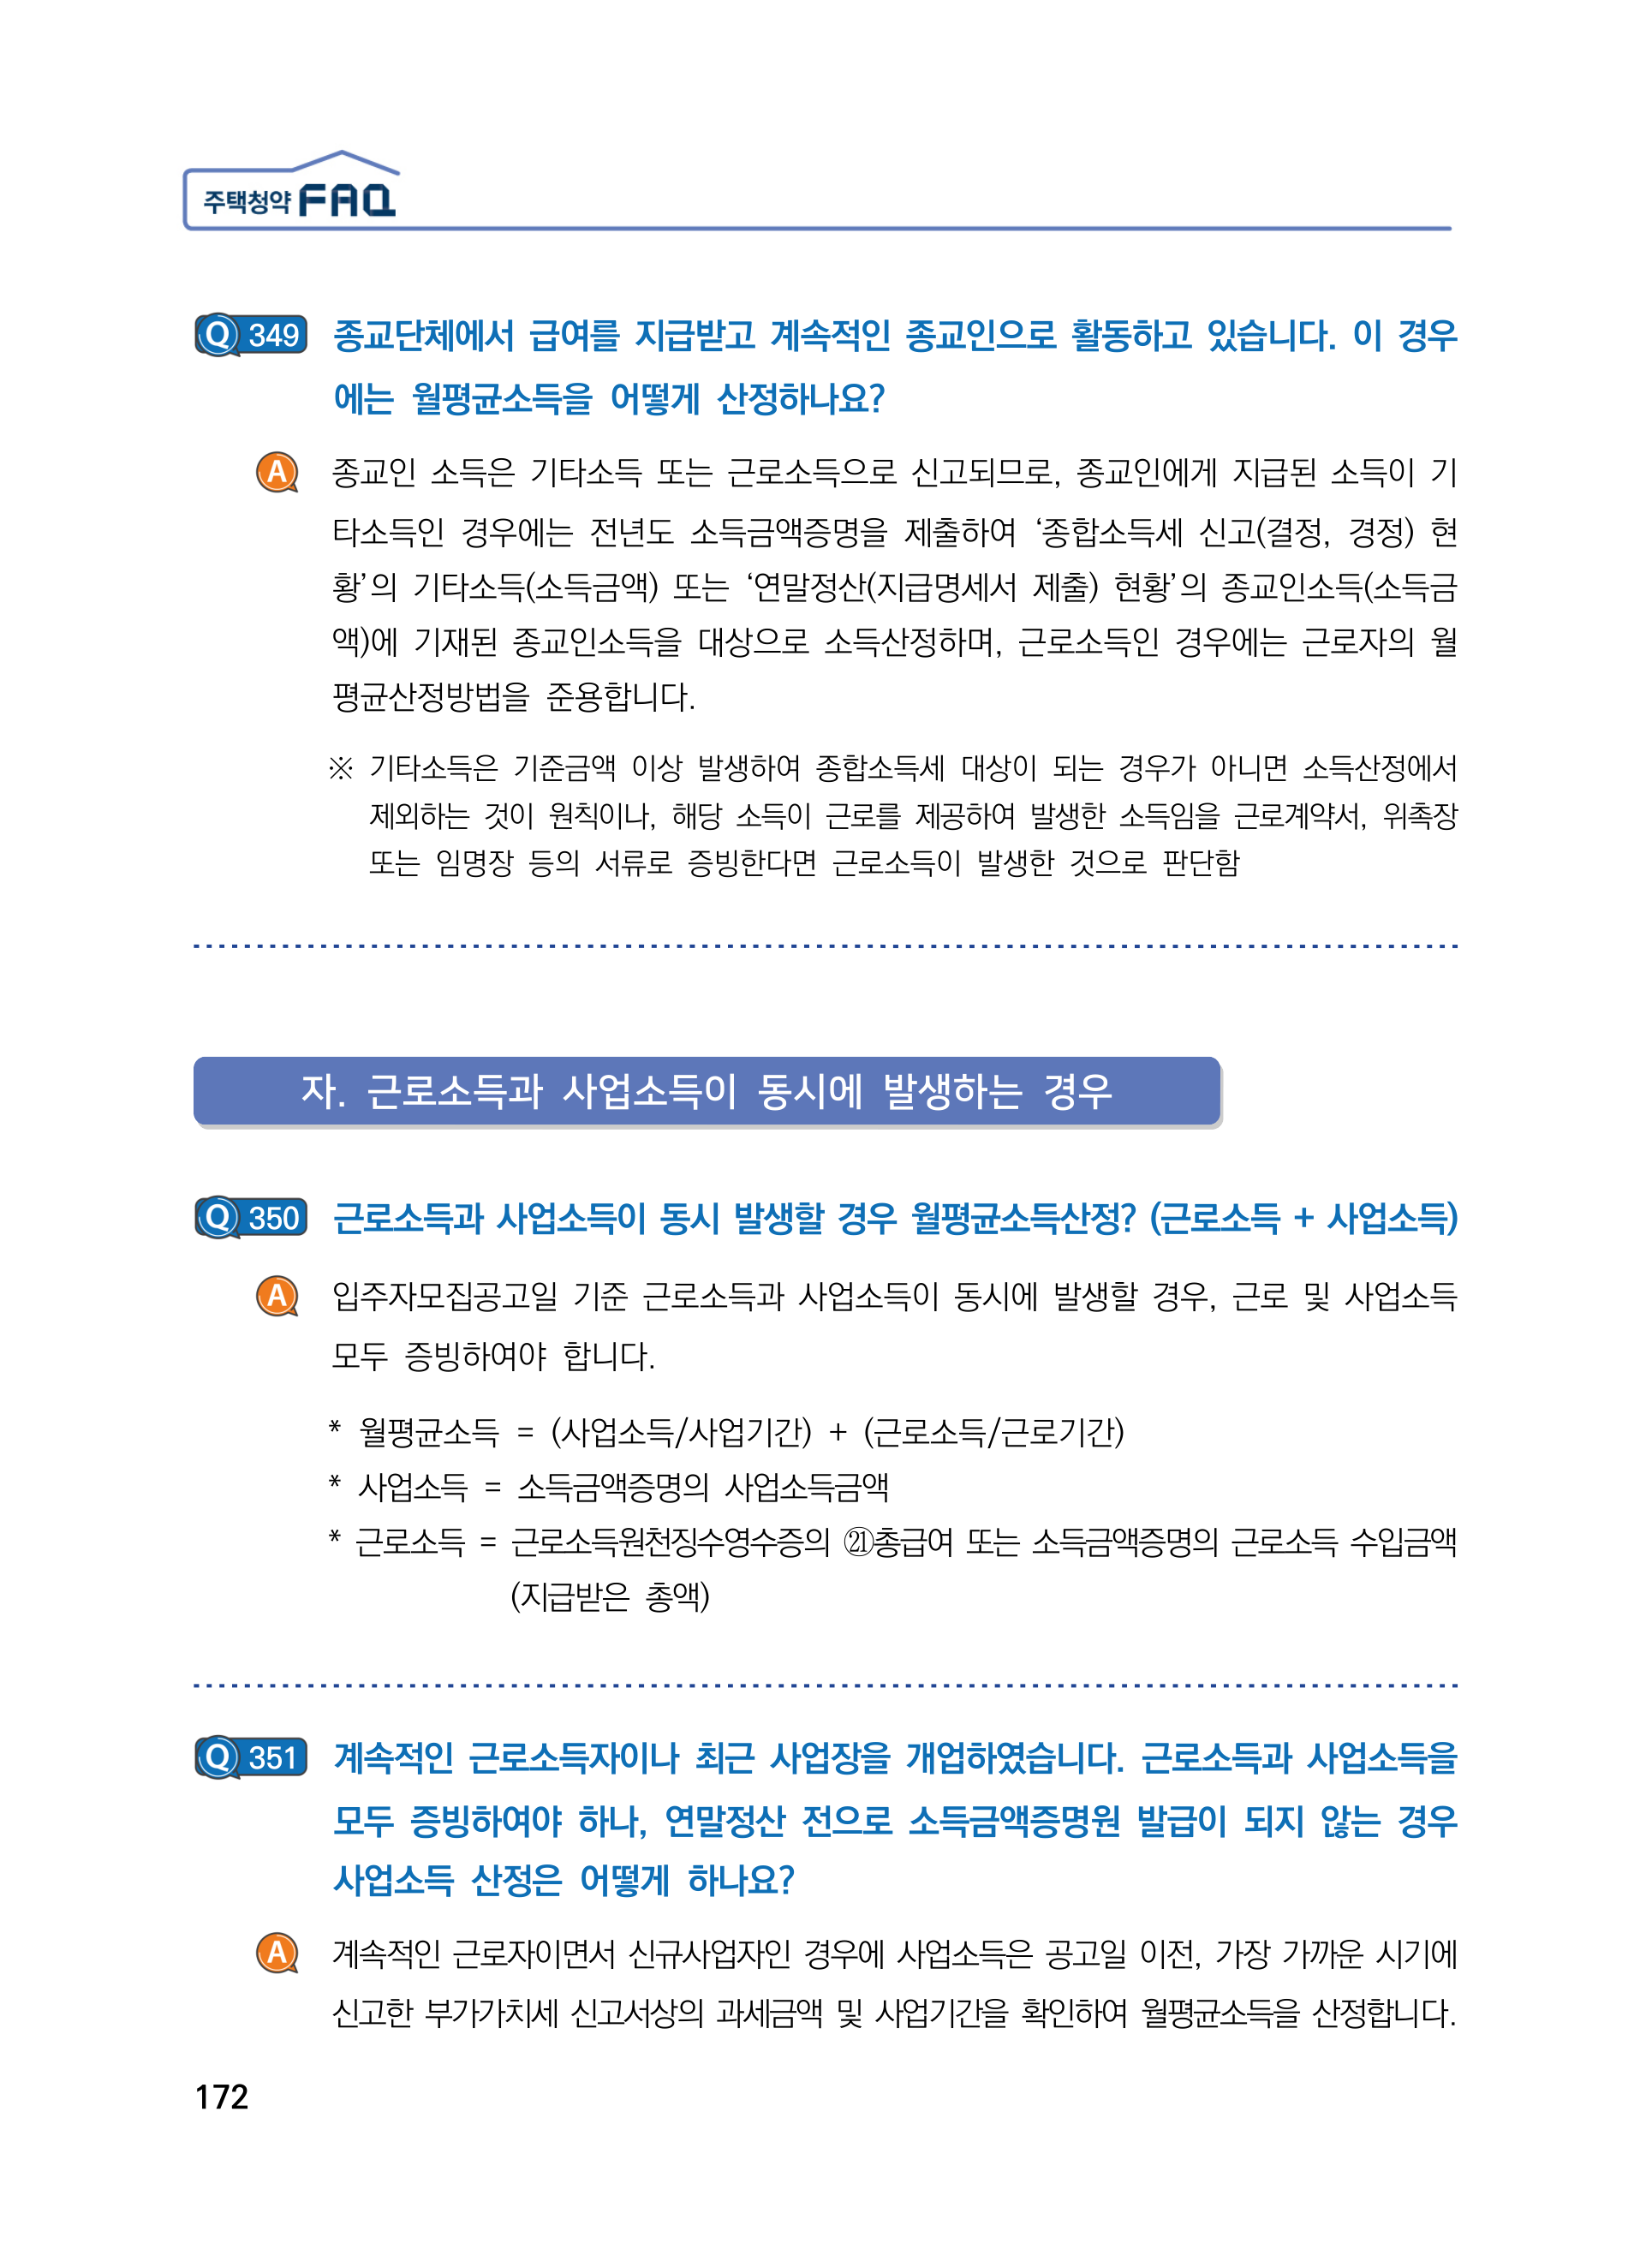 주택청약 FAQ
Q 349 종교단체에서 급여를 지급받고 계속적인 종교인으로 활동하고 있습니다. 이 경우
에는 월평균소득을 어떻게 산정하나요?
A 종교인 소득은 기타소득 또는 근로소득으로 신고되므로, 종교인에게 지급된 소득이 기
타소득인 경우에는 전년도 소득금액증명을 제출하여 ‘종합소득세 신고(결정, 경정) 현
황’의 기타소득(소득금액) 또는 ‘연말정산(지급명세서 제출) 현황’의 종교인소득(소득금
액)에 기재된 종교인소득을 대상으로 소득산정하며, 근로소득인 경우에는 근로자의 월
평균산정방법을 준용합니다.
※ 기타소득은 기준금액 이상 발생하여 종합소득세 대상이 되는 경우가 아니면 소득산정에서
제외하는 것이 원칙이나, 해당 소득이 근로를 제공하여 발생한 소득임을 근로계약서, 위촉장
또는 임명장 등의 서류로 증빙한다면 근로소득이 발생한 것으로 판단함
자. 근로소득과 사업소득이 동시에 발생하는 경우
Q 350 근로소득과 사업소득이 동시 발생할 경우 월평균소득산정? (근로소득 + 사업소득)
A 입주자모집공고일 기준 근로소득과 사업소득이 동시에 발생할 경우, 근로 및 사업소득
모두 증빙하여야 합니다.
* 월평균소득 = (사업소득/사업기간) + (근로소득/근로기간)
* 사업소득 = 소득금액증명의 사업소득금액
* 근로소득 = 근로소득원천징수영수증의 ㉑총급여 또는 소득금액증명의 근로소득 수입금액
(지급받은 총액)
Q 351 계속적인 근로소득자이나 최근 사업장을 개업하였습니다. 근로소득과 사업소득을
모두 증빙하여야 하나, 연말정산 전으로 소득금액증명원 발급이 되지 않는 경우
사업소득 산정은 어떻게 하나요?
A 계속적인 근로자이면서 신규사업자인 경우에 사업소득은 공고일 이전, 가장 가까운 시기에
신고한 부가가치세 신고서상의 과세금액 및 사업기간을 확인하여 월평균소득을 산정합니다.
172